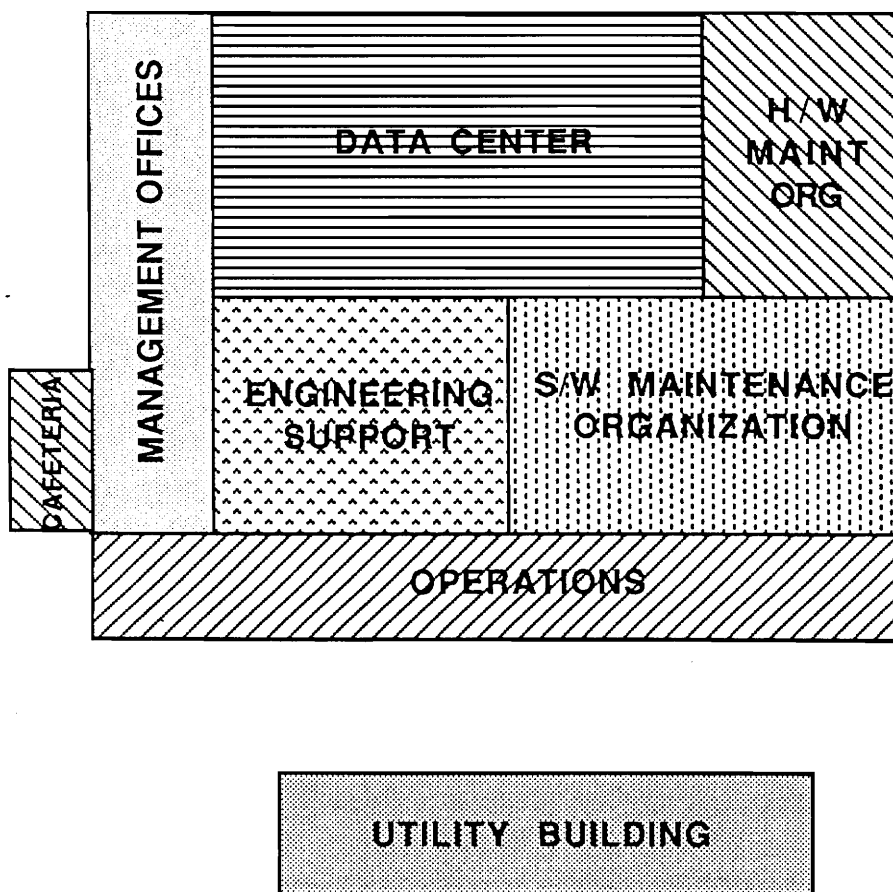 MANAGEMENT OFFICES
DATA CENTER
H/W
MAINT
ORG
CAFETERIA
ENGINEERING
SUPPORT
S/W MAINTENANCE
ORGANIZATION
OPERATIONS
UTILITY BUILDING